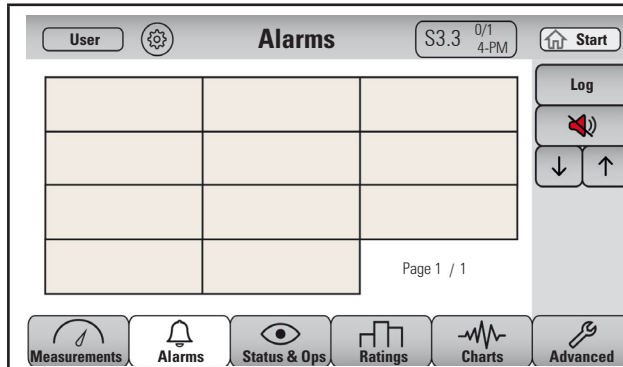 User
Alarms
S3.3 0/1
4-PM
Start
Log
Page 1 / 1
Measurements
Alarms
Status & Ops
Ratings
Charts
Advanced